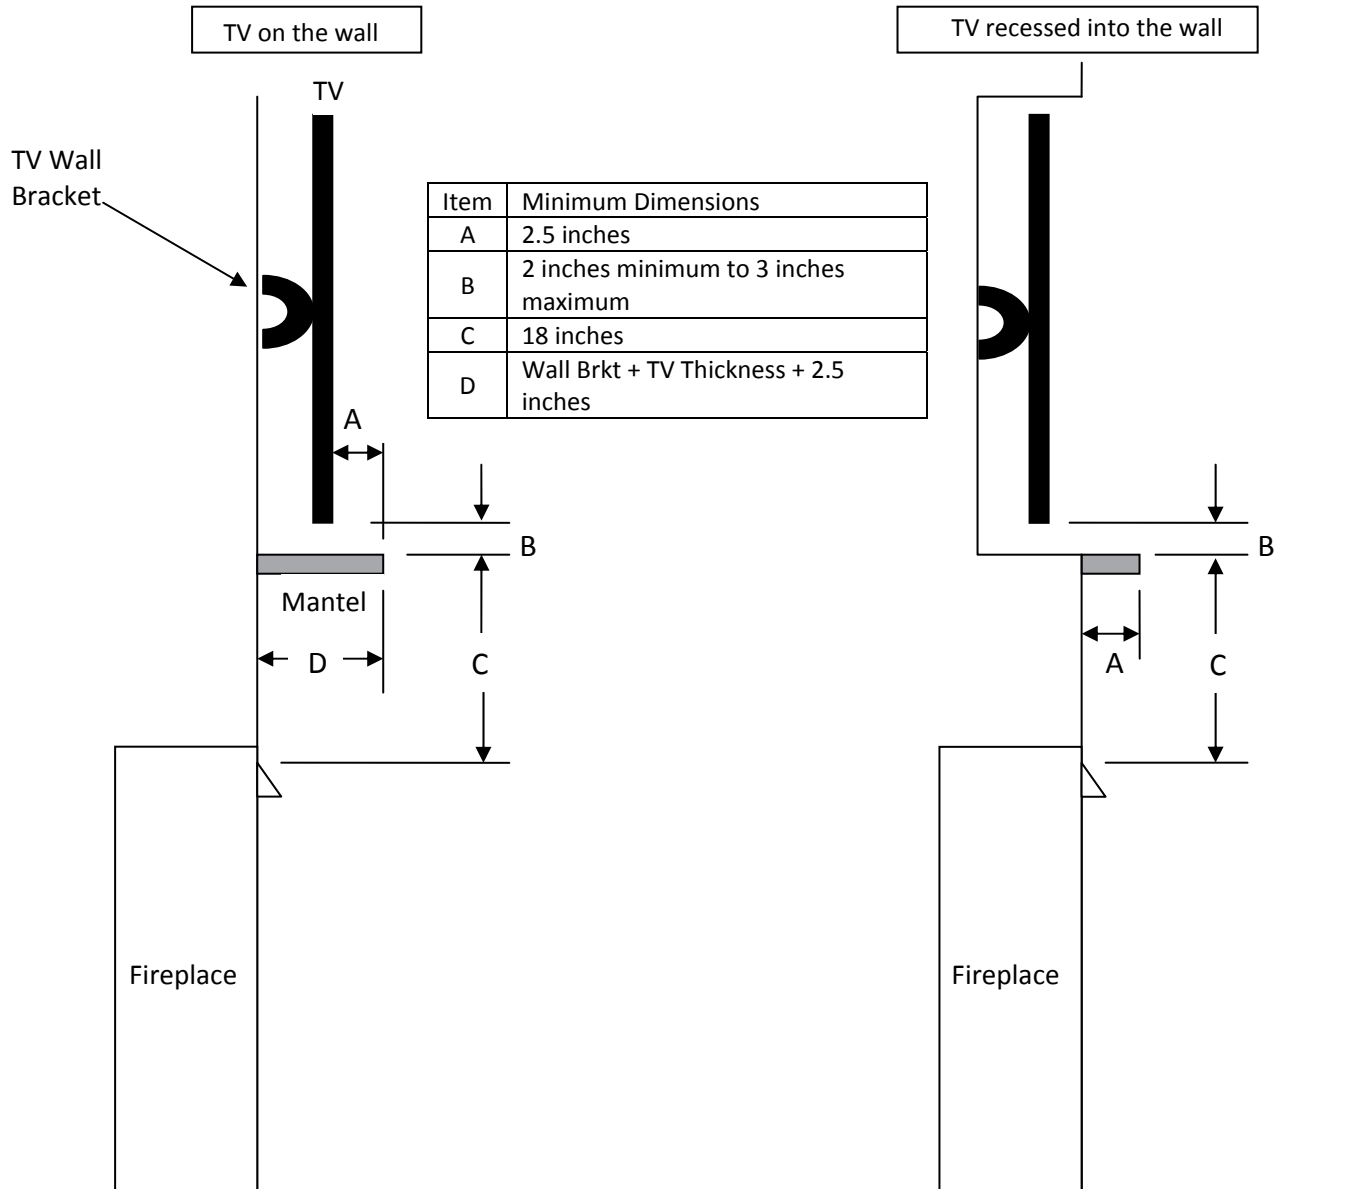 TV on the wall
TV recessed into the wall
TV
TV Wall
Bracket
Item Minimum Dimensions
A 2.5 inches
B 2 inches minimum to 3 inches
maximum
C 18 inches
D Wall Brkt + TV Thickness + 2.5
inches
A
B
B
Mantel
D
C
A
C
Fireplace
Fireplace